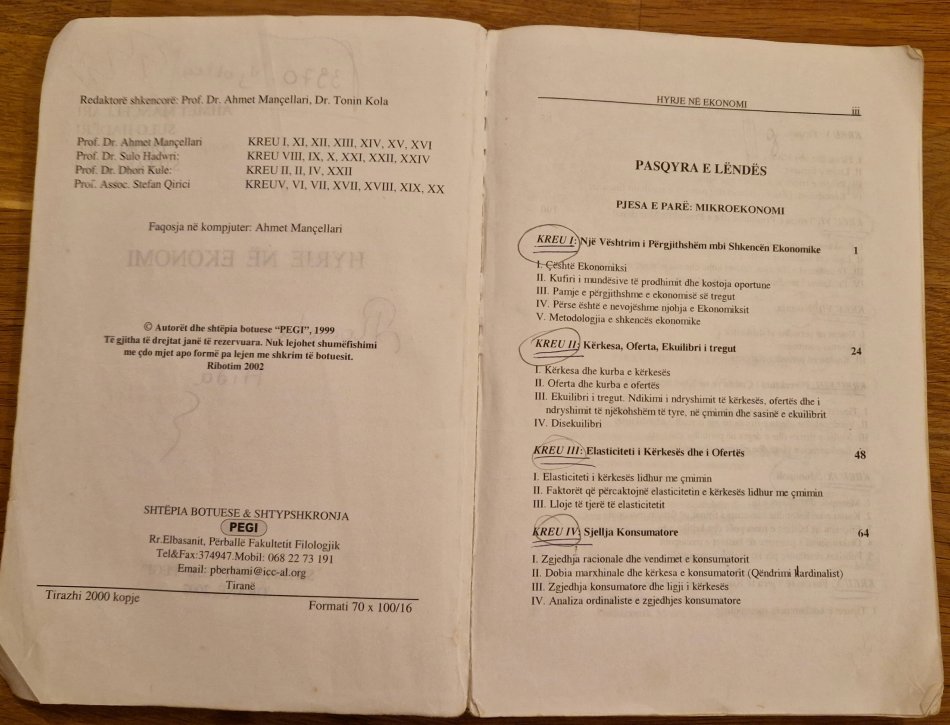 Redaktorë shkencorë: Prof. Dr. Ahmet Mançellari, Dr. Tonin Kola
Prof. Dr. Ahmet Mançellari KREU I, XI, XII, XIII, XIV, XV, XVI
Prof. Dr. Sulo Hadwri: KREU VIII, IX, X, XXI, XXII, XXIV
Prof. Dr. Dhori Kule: KREU II, II, IV, XXII
Prof. Assoc. Stefan Qirici KREUV, VI, VII, XVII, XVIII, XIX, XX
Faqosja në kompjuter: Ahmet Mançellari
© Autorët dhe shtëpia botuese “PEGI”, 1999
Të gjitha të drejtat janë të rezervuara. Nuk lejohet shumëfishimi
me çdo mjet apo formë pa lejen me shkrim të botuesit.
Ribotim 2002
SHTËPIA BOTUESE & SHTYPSHKRONJA
PEGI
Rr.Elbasanit, Përballë Fakultetit Filologjik
Tel&Fax:374947.Mobil: 068 22 73 191
Email: pberhami@icc-al.org
Tiranë
Tirazhi 2000 kopje Formati 70 x 100/16
HYRJE NË EKONOMI iii
PASQYRA E LËNDËS
PJESA E PARË: MIKROEKONOMI
KREU I: Një Vështrim i Përgjithshëm mbi Shkencën Ekonomike 1
I. Çështë Ekonomiksi
II. Kufiri i mundësive të prodhimit dhe kostoja oportune
III. Pamje e përgjithshme e ekonomisë së tregut
IV. Përse është e nevojëshme njohja e Ekonomiksit
V. Metodologjia e shkencës ekonomike
KREU II: Kërkesa, Oferta, Ekuilibri i tregut 24
I. Kërkesa dhe kurba e kërkesës
II. Oferta dhe kurba e ofertës
III. Ekuilibri i tregut. Ndikimi i ndryshimit të kërkesës, ofertës dhe i
ndryshimit të njëkohshëm të tyre, në çmimin dhe sasinë e ekuilibrit
IV. Disekuilibri
KREU III: Elasticiteti i Kërkesës dhe i Ofertës 48
I. Elasticiteti i kërkesës lidhur me çmimin
II. Faktorët që përcaktojnë elasticitetin e kërkesës lidhur me çmimin
III. Lloje të tjerë të elasticitetit
KREU IV: Sjellja Konsumatore 64
I. Zgjedhja racionale dhe vendimet e konsumatorit
II. Dobia marxhinale dhe kërkesa e konsumatorit (Qëndrimi kardinalist)
III. Zgjedhja konsumatore dhe ligji i kërkesës
IV. Analiza ordinaliste e zgjedhjes konsumatore